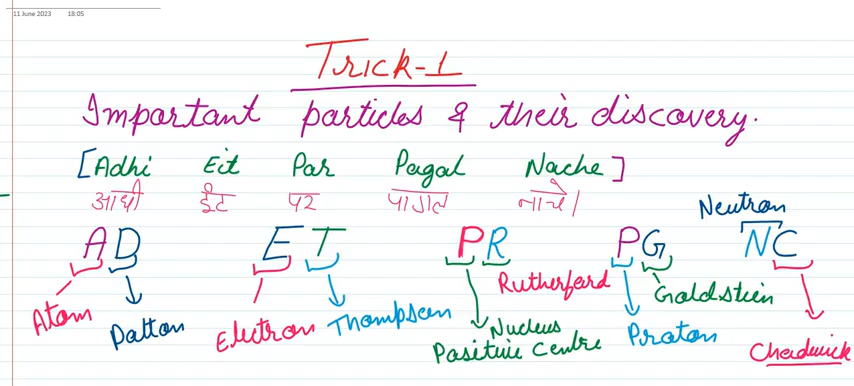 11 June 2023 18:05
Trick-1
Important particles & their discovery.
[Adhi Eit Par Pagal Nache]
आधी ईंट पर पागल नाचे।
Neutron
AD ET PR PG NC
Rutherford Goldstien
Atom Dalton Electron Thompson Nucleus Proton
Positive Centre Chadwick